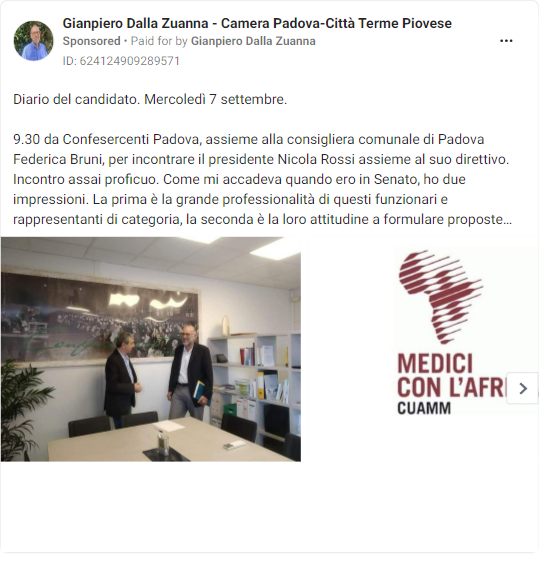 Gianpiero Dalla Zuanna - Camera Padova-Città Terme Piovese
Sponsored • Paid for by Gianpiero Dalla Zuanna
ID: 624124909289571
Diario del candidato. Mercoledì 7 settembre.
9.30 da Confesercenti Padova, assieme alla consigliera comunale di Padova
Federica Bruni, per incontrare il presidente Nicola Rossi assieme al suo direttivo.
Incontro assai proficuo. Come mi accadeva quando ero in Senato, ho due
impressioni. La prima è la grande professionalità di questi funzionari e
rappresentanti di categoria, la seconda è la loro attitudine a formulare proposte...
MEDICI
CON L'AFRI
CUAMM